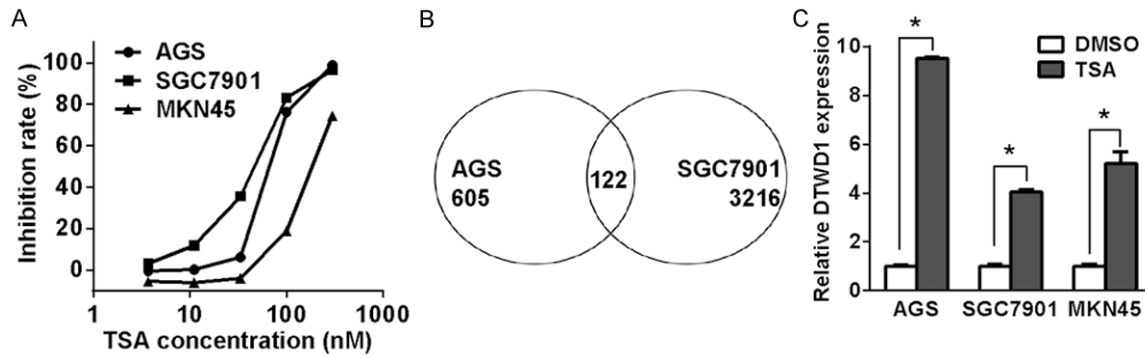 A
Inhibition rate (%)
100
80
60
40
20
0
1
10
100
1000
TSA concentration (nM)
AGS
SGC7901
MKN45
B
AGS
605
122
SGC7901
3216
C
Relative DTWD1 expression
10
8
6
4
2
0
*
*
*
DMSO
TSA
AGS SGC7901 MKN45